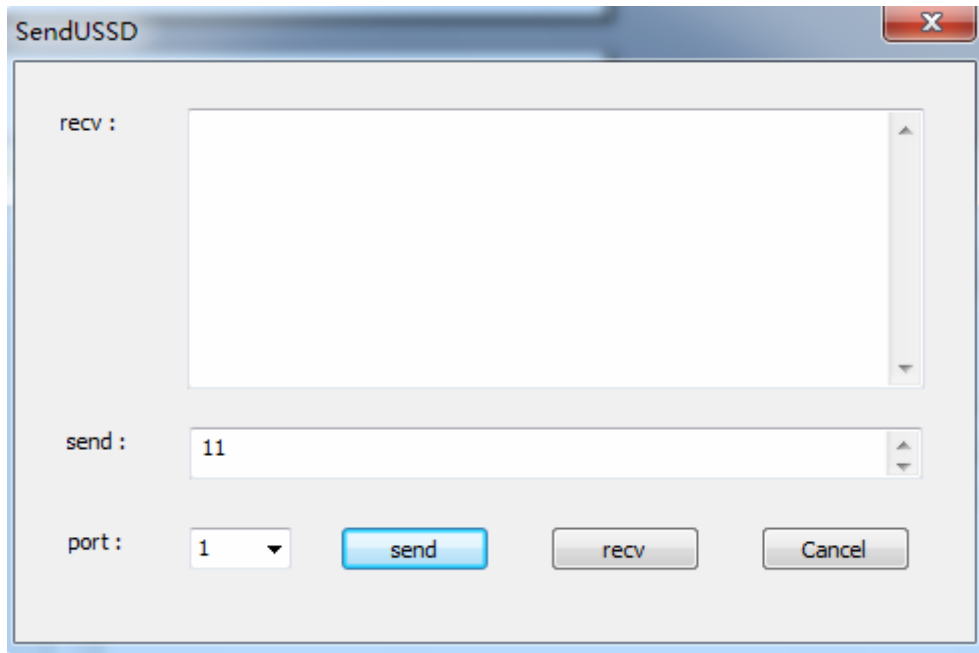 SendUSSD
recv :
send :
11
port :
1
send
recv
Cancel